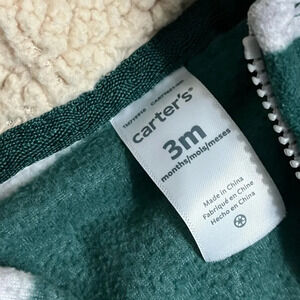 carter's
3m
months/mois/meses
Made in China
Fabriqué en Chine
Hecho en China